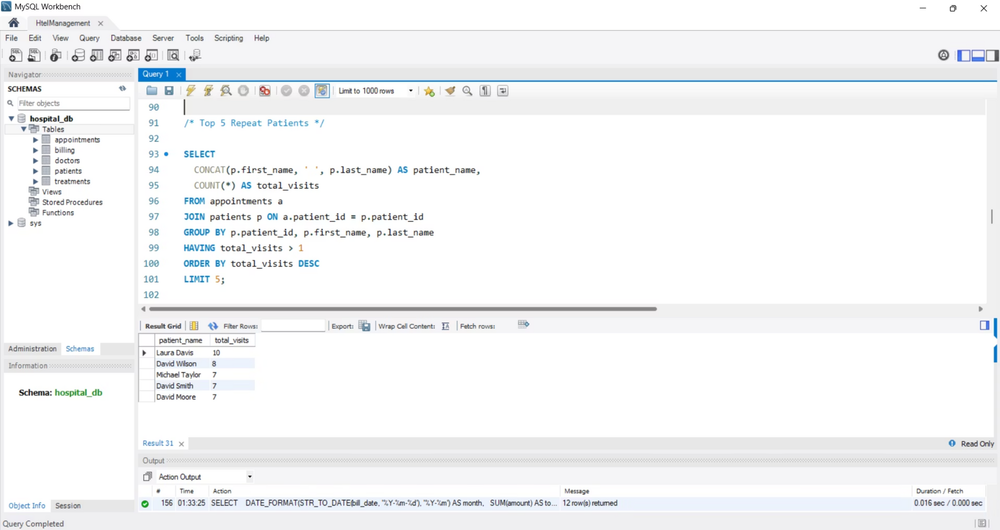 MySQL Workbench
HtelManagement
File Edit View Query Database Server Tools Scripting Help
Navigator
SCHEMAS
Filter objects
hospital_db
Tables
appointments
billing
doctors
patients
treatments
Views
Stored Procedures
Functions
sys
Administration Schemas
Information
Schema: hospital_db
Object Info Session
Query 1
Limit to 1000 rows
90
91 /* Top 5 Repeat Patients */
92
93 SELECT
94 CONCAT(p.first_name, ' ', p.last_name) AS patient_name,
95 COUNT(*) AS total_visits
96 FROM appointments a
97 JOIN patients p ON a.patient_id = p.patient_id
98 GROUP BY p.patient_id, p.first_name, p.last_name
99 HAVING total_visits > 1
100 ORDER BY total_visits DESC
101 LIMIT 5;
102
Result Grid Filter Rows: Export: Wrap Cell Content: Fetch rows:
patient_name total_visits
Laura Davis 10
David Wilson 8
Michael Taylor 7
David Smith 7
David Moore 7
Result 31 Read Only
Output
Action Output
# Time Action Message Duration / Fetch
156 01:33:25 SELECT DATE_FORMAT(STR_TO_DATE(bill_date, '%Y-%m-%d'), '%Y-%m') AS month, SUM(amount) AS to... 12 row(s) returned 0.016 sec / 0.000 sec
Query Completed